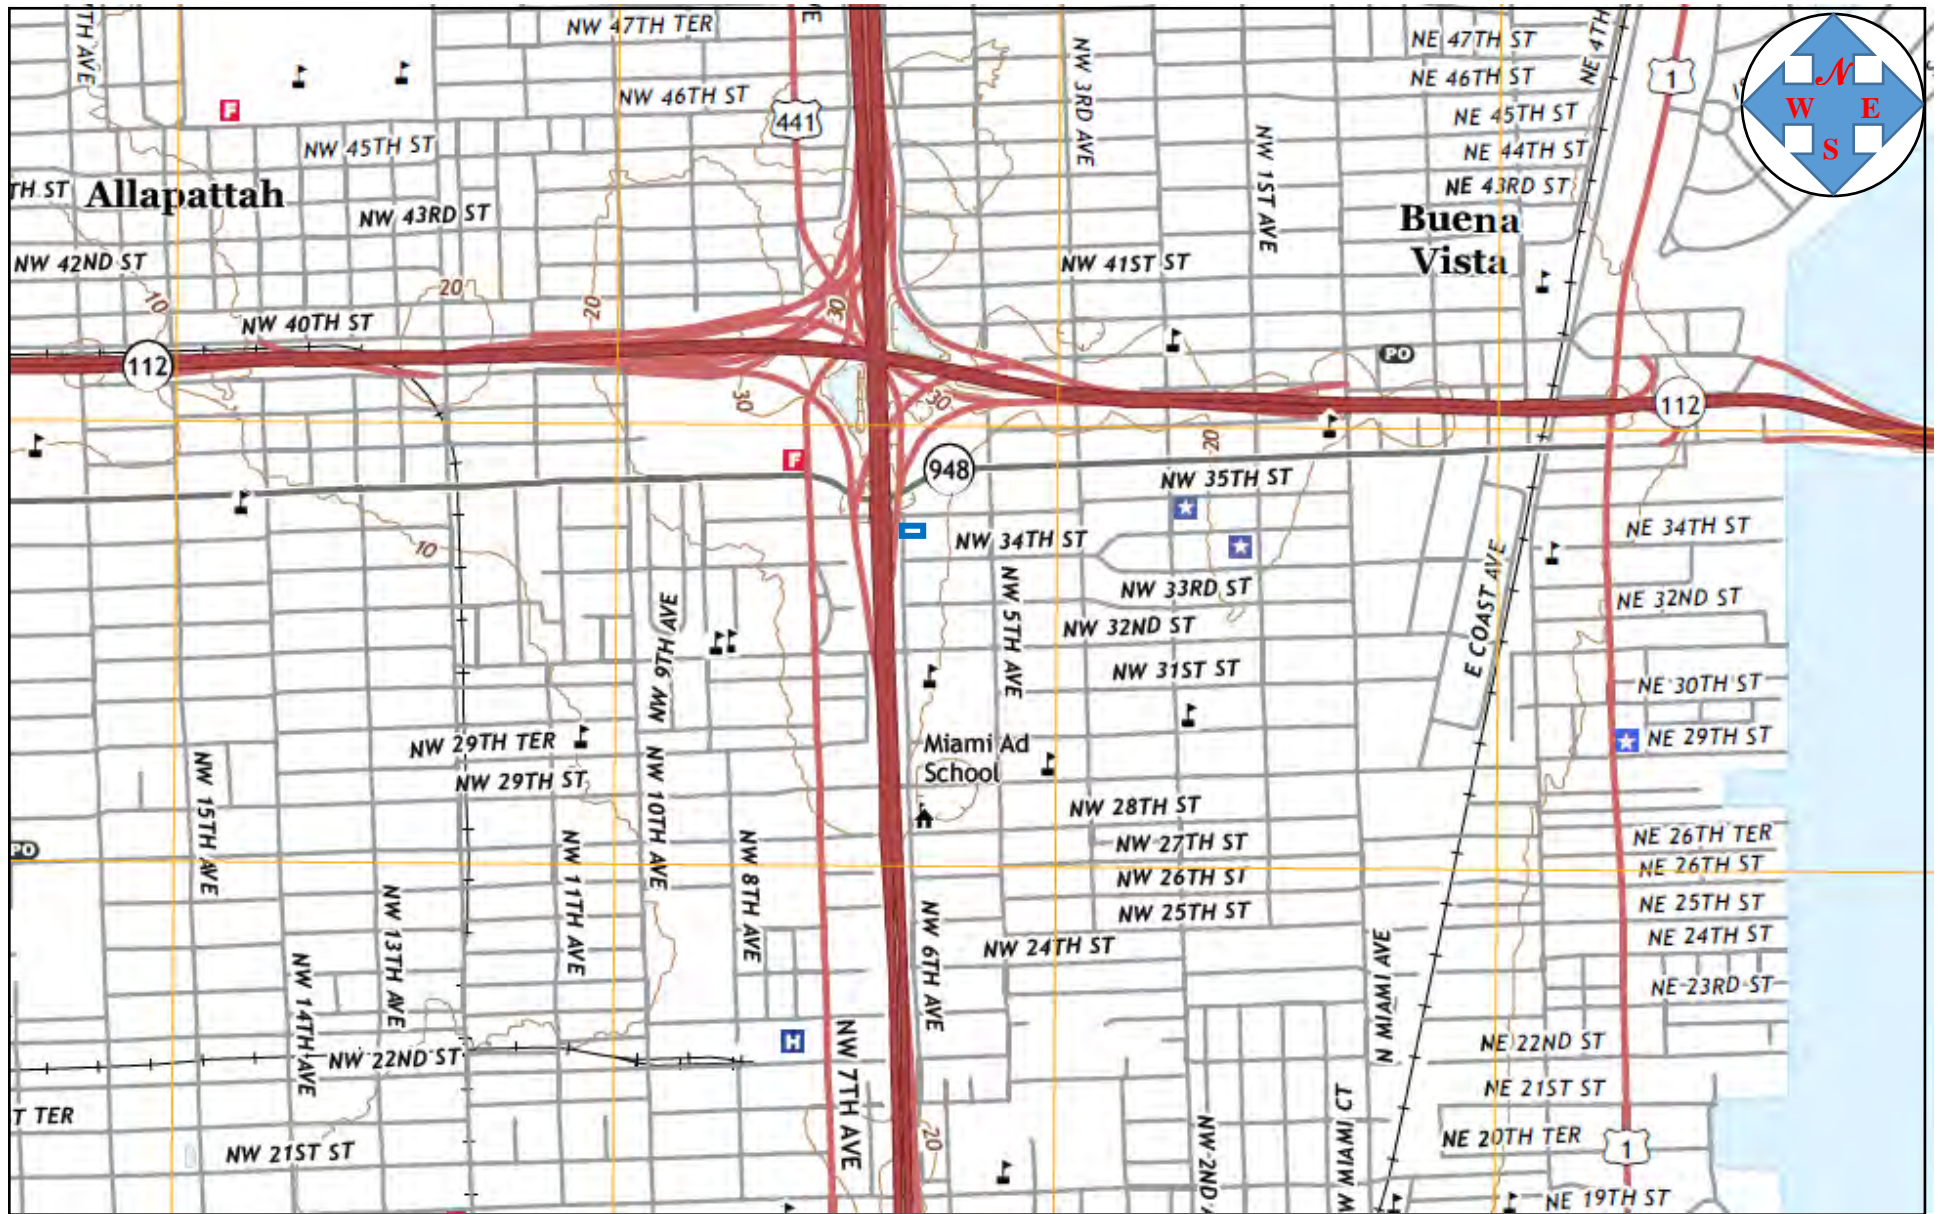 NW 47TH TER
NE 47TH ST
NE 4TH
TH AVE
1
NE 46TH ST
NW 46TH ST
441
NW 3RD AVE
N
W E
S
NE 45TH ST
NW 45TH ST
NW 1ST AVE
NE 44TH ST
TH ST
Allapattah
NE 43RD ST
NW 43RD ST
Buena
Vista
NW 42ND ST
NW 41ST ST
10
20
20
30
NW 40TH ST
112
PO
30
30
112
F
F
20
948
NW 35TH ST
NW 34TH ST
NE 34TH ST
10
NW 33RD ST
NE 32ND ST
NW 32ND ST
NW 9TH AVE
NW 5TH AVE
E COAST AVE
NW 31ST ST
NE 30TH ST
NW 29TH TER
Miami Ad
School
NE 29TH ST
NW 29TH ST
NW 15TH AVE
NW 10TH AVE
NW 28TH ST
NW 27TH ST
NE 26TH TER
PO
NW 11TH AVE
NW 8TH AVE
NW 26TH ST
NE 26TH ST
NW 25TH ST
NE 25TH ST
NW 13TH AVE
NW 6TH AVE
NW 24TH ST
NE 24TH ST
N MIAMI AVE
NW 14TH AVE
NE 23RD ST
H
NW 22ND ST
NE 22ND ST
NW 7TH AVE
NE 21ST ST
T TER
NW 2ND
W MIAMI CT
NE 20TH TER
20
1
NW 21ST ST
NE 19TH ST